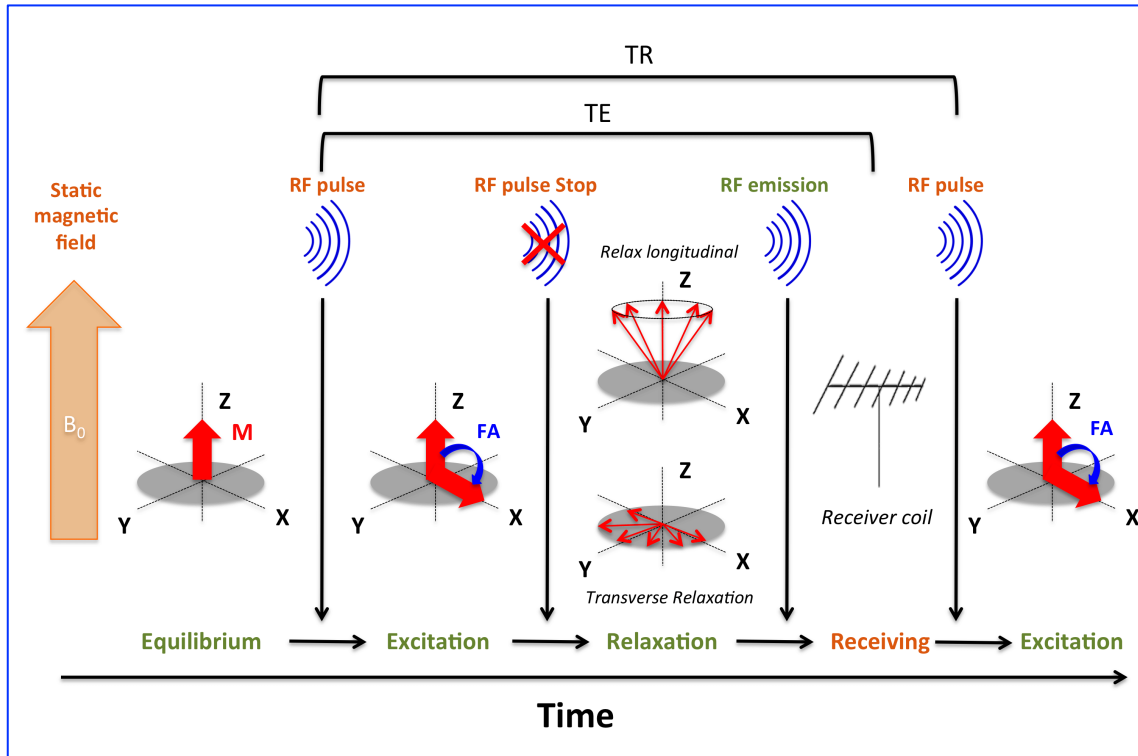 TR
TE
RF pulse
RF pulse Stop
RF emission
RF pulse
Static
magnetic
field
Relax longitudinal
Z
B0
Z
M
Y
X
Z
FA
Y
X
Y
X
Z
Y
X
Transverse Relaxation
Receiver coil
Z
FA
Y
X
Equilibrium
Excitation
Relaxation
Receiving
Excitation
Time